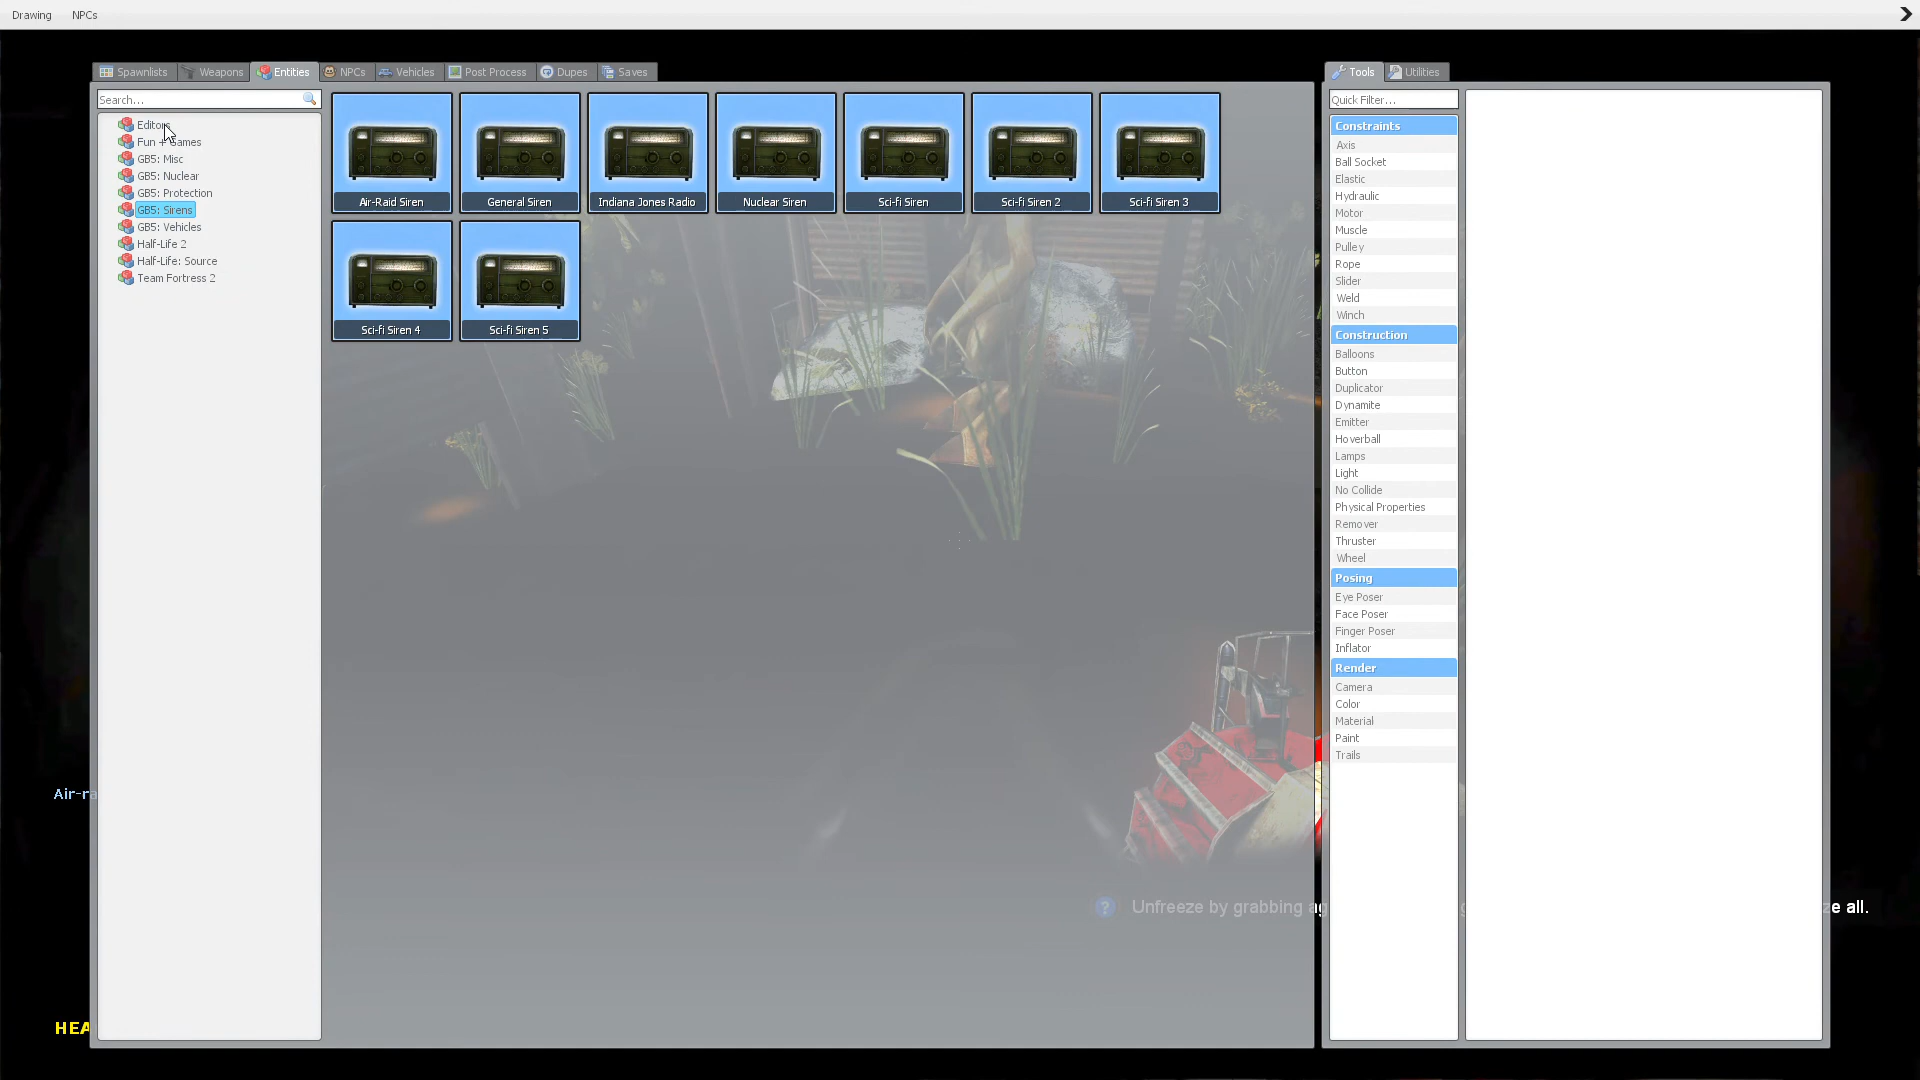 Drawing NPCs
Spawnlists Weapons Entities NPCs Vehicles Post Process Dupes Saves
Tools Utilities
Search...
Editors
Fun + Games
GB5: Misc
GB5: Nuclear
GB5: Protection
GB5: Sirens
GB5: Vehicles
Half-Life 2
Half-Life: Source
Team Fortress 2
Air-Raid Siren
General Siren
Indiana Jones Radio
Nuclear Siren
Sci-fi Siren
Sci-fi Siren 2
Sci-fi Siren 3
Sci-fi Siren 4
Sci-fi Siren 5
Quick Filter...
Constraints
Axis
Ball Socket
Elastic
Hydraulic
Motor
Muscle
Pulley
Rope
Slider
Weld
Winch
Construction
Balloons
Button
Duplicator
Dynamite
Emitter
Hoverball
Lamps
Light
No Collide
Physical Properties
Remover
Thruster
Wheel
Posing
Eye Poser
Face Poser
Finger Poser
Inflator
Render
Camera
Color
Material
Paint
Trails
Air-ra
Unfreeze by grabbing ag
ze all.
HEA